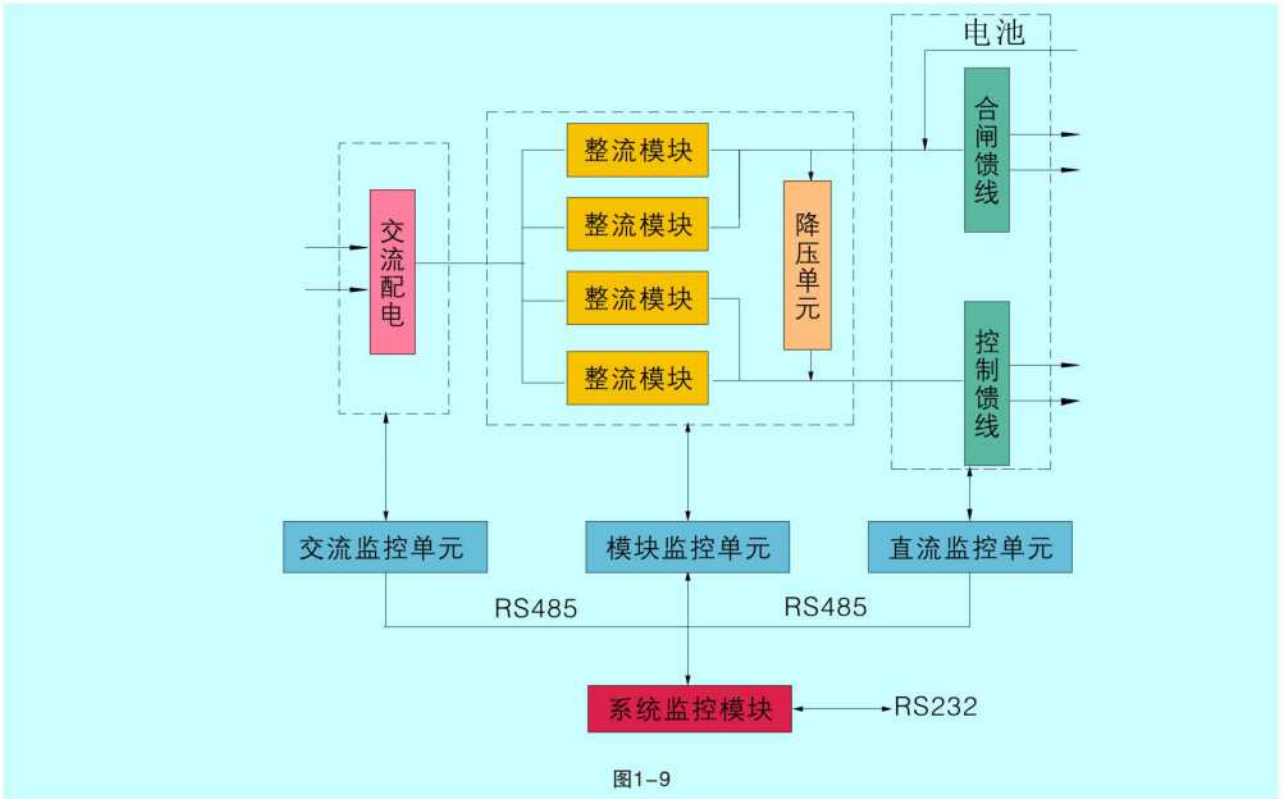 电池
合闸馈线
整流模块
整流模块
降压单元
交流配电
整流模块
整流模块
控制馈线
交流监控单元
模块监控单元
直流监控单元
RS485
RS485
系统监控模块
RS232
图1-9